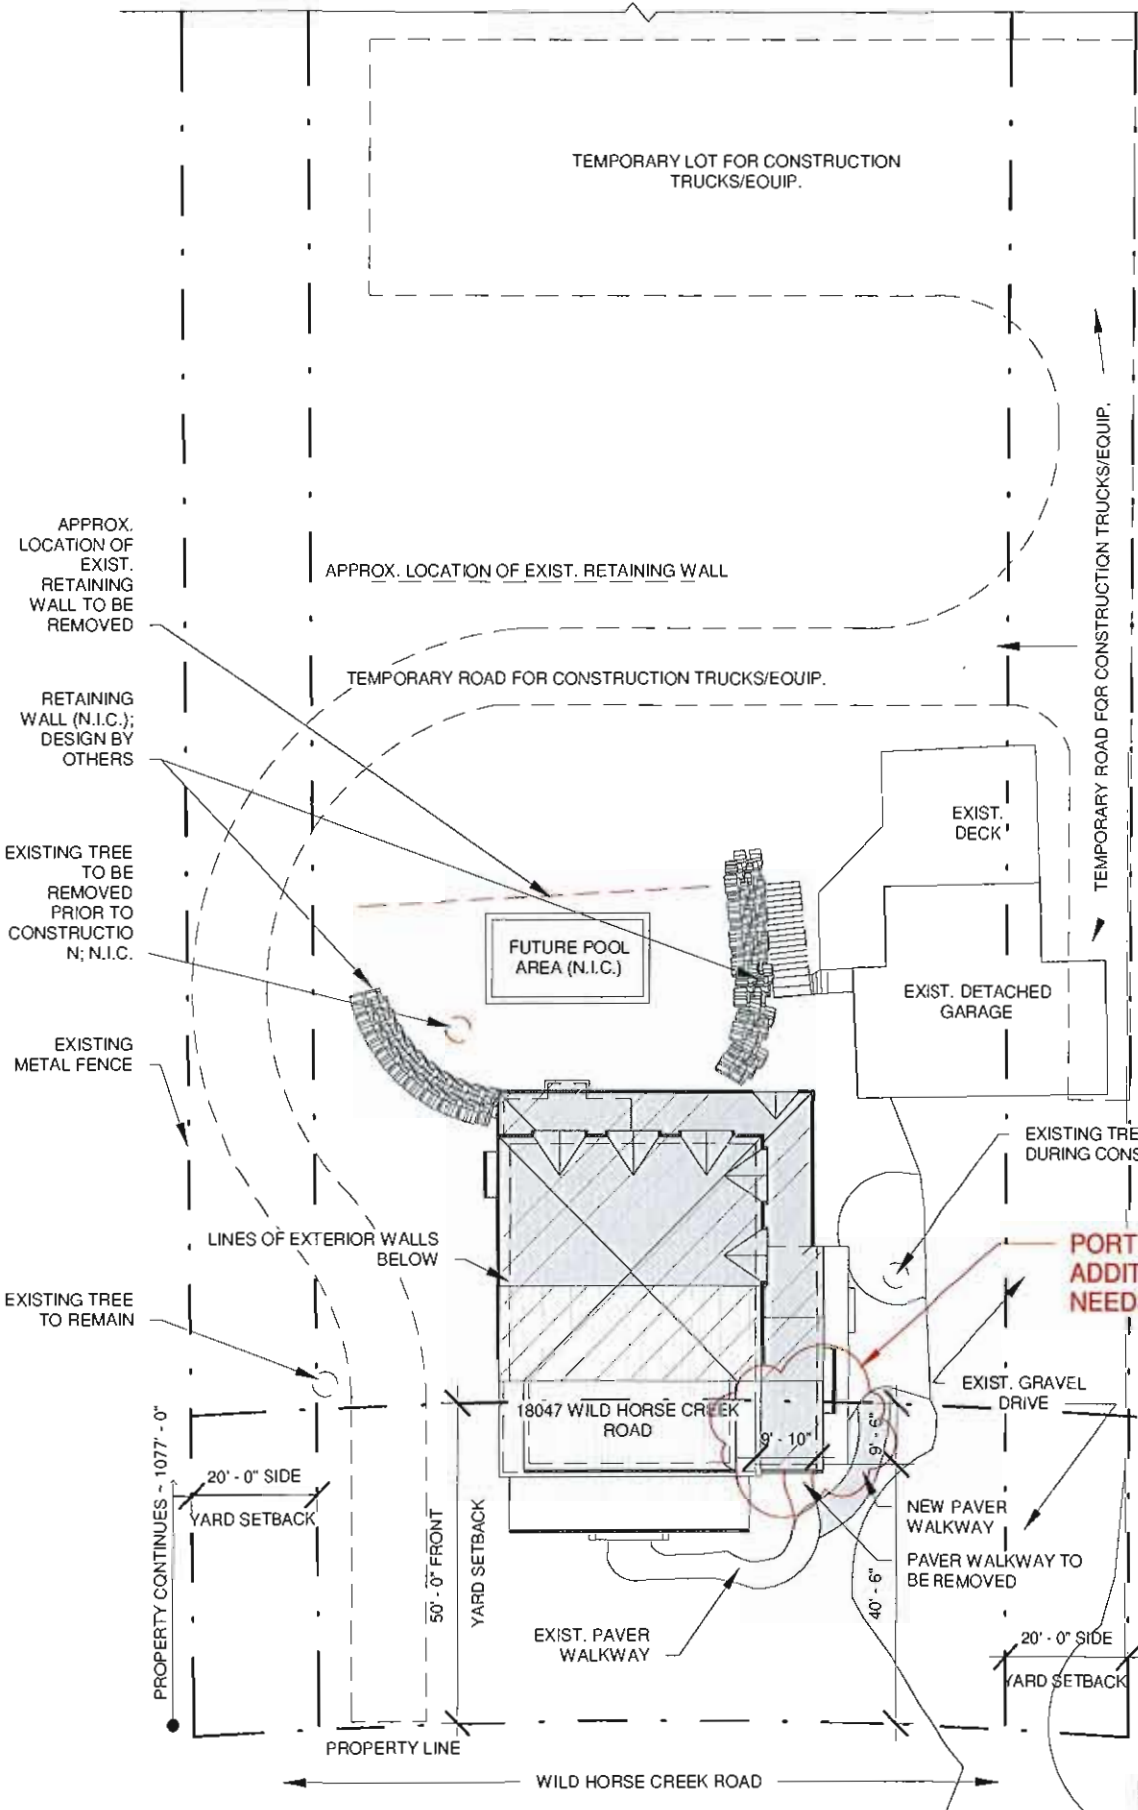 TEMPORARY LOT FOR CONSTRUCTION
TRUCKS/EQUIP.
TEMPORARY ROAD FOR CONSTRUCTION TRUCKS/EQUIP.
APPROX.
LOCATION OF
EXIST.
RETAINING
WALL TO BE
REMOVED
APPROX. LOCATION OF EXIST. RETAINING WALL
TEMPORARY ROAD FOR CONSTRUCTION TRUCKS/EQUIP.
RETAINING
WALL (N.I.C.);
DESIGN BY
OTHERS
EXIST.
DECK
EXISTING TREE
TO BE
REMOVED
PRIOR TO
CONSTRUCTIO
N; N.I.C.
FUTURE POOL
AREA (N.I.C.)
EXIST. DETACHED
GARAGE
EXISTING
METAL FENCE
EXISTING TRE
DURING CONS
LINES OF EXTERIOR WALLS
BELOW
PORT
ADDIT
NEED
EXISTING TREE
TO REMAIN
EXIST. GRAVEL
DRIVE
18047 WILD HORSE CREEK
ROAD
9' - 10"
9' - 6"
PROPERTY CONTINUES ~ 1077' - 0"
20' - 0" SIDE
YARD SETBACK
50' - 0" FRONT
YARD SETBACK
NEW PAVER
WALKWAY
PAVER WALKWAY TO
BE REMOVED
40' - 6"
EXIST. PAVER
WALKWAY
20' - 0" SIDE
YARD SETBACK
PROPERTY LINE
WILD HORSE CREEK ROAD